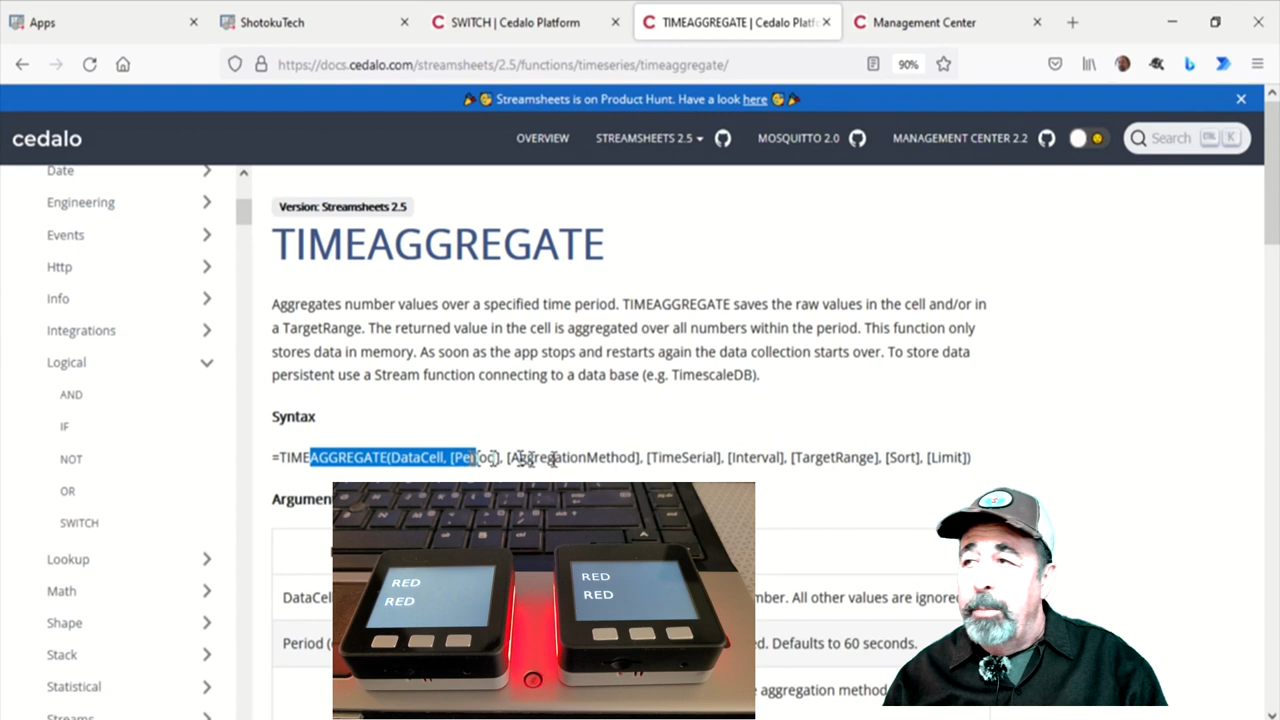 Apps
ShotokuTech
SWITCH | Cedalo Platform
TIMEAGGREGATE | Cedalo Platf
Management Center
https://docs.cedalo.com/streamsheets/2.5/functions/timeseries/timeaggregate/
90%
Streamsheets is on Product Hunt. Have a look here
cedalo
OVERVIEW
STREAMSHEETS 2.5
MOSQUITTO 2.0
MANAGEMENT CENTER 2.2
Search
K
Date
Engineering
Events
Http
Info
Integrations
Logical
AND
IF
NOT
OR
SWITCH
Lookup
Math
Shape
Stack
Statistical
Streams
Version: Streamsheets 2.5
TIMEAGGREGATE
Aggregates number values over a specified time period. TIMEAGGREGATE saves the raw values in the cell and/or in
a TargetRange. The returned value in the cell is aggregated over all numbers within the period. This function only
stores data in memory. As soon as the app stops and restarts again the data collection starts over. To store data
persistent use a Stream function connecting to a data base (e.g. TimescaleDB).
Syntax
=TIMEAGGREGATE(DataCell, [Period], [AggregationMethod], [TimeSerial], [Interval], [TargetRange], [Sort], [Limit])
Argumen
DataCel
mber. All other values are ignore
Period (
ed. Defaults to 60 seconds.
e aggregation method
RED
RED
RED
RED